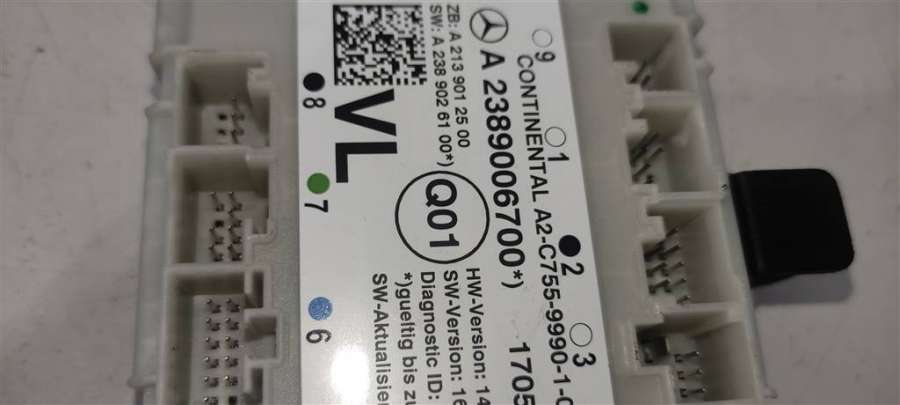 9 1 2 3
CONTINENTAL A2-C755-9990-1-
A 2389006700*) 1705
ZB: A 213 901 25 00
SW: A 238 902 61 00*)
HW-Version: 14
SW-Version: 16
Diagnostic ID:
*)gueltig bis zu
SW-Aktualisier
Q01
VL
8 7 6